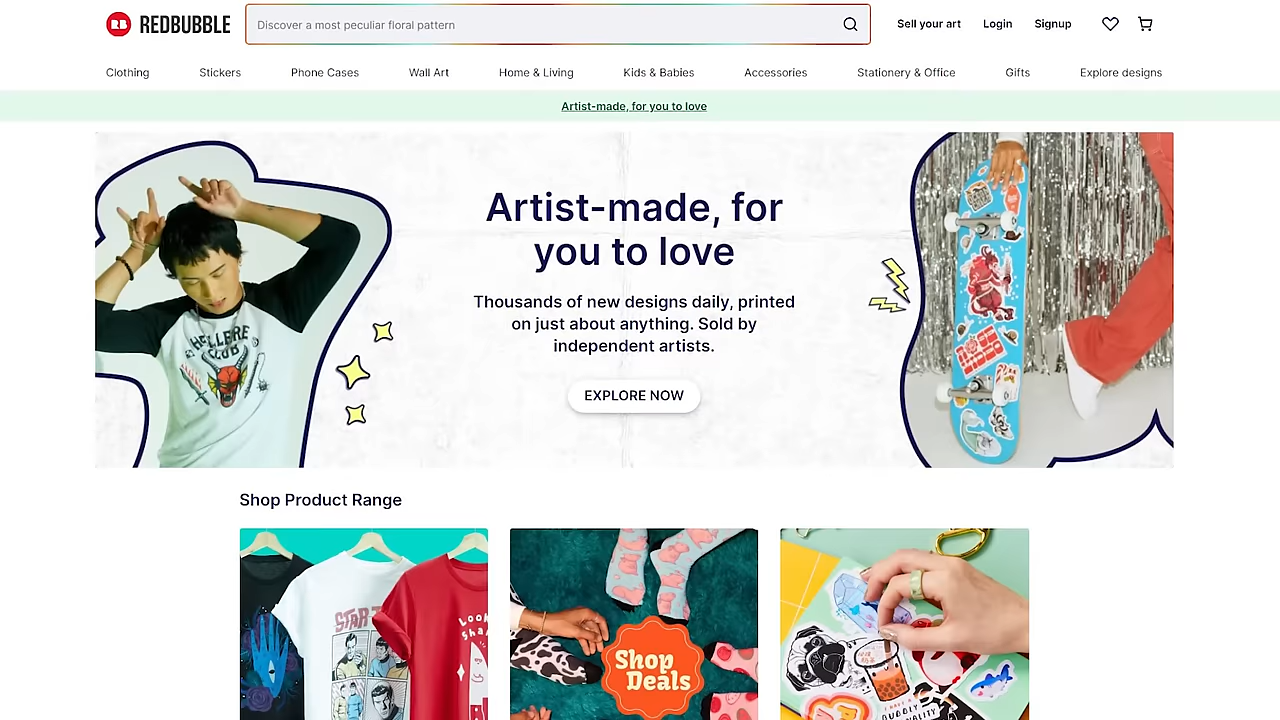 RB REDBUBBLE
Discover a most peculiar floral pattern
Sell your art
Login
Signup
Clothing
Stickers
Phone Cases
Wall Art
Home & Living
Kids & Babies
Accessories
Stationery & Office
Gifts
Explore designs
Artist-made, for you to love
Artist-made, for
you to love
Thousands of new designs daily, printed
on just about anything. Sold by
independent artists.
EXPLORE NOW
HELLFIRE
CLUB
Shop Product Range
Shop
Deals
BUBBLY